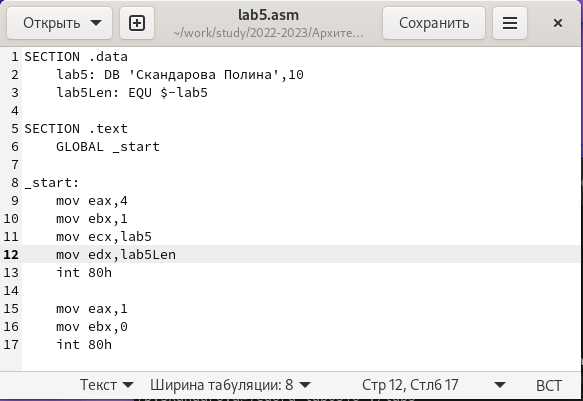 Открыть
lab5.asm
~/work/study/2022-2023/Архите...
Сохранить
1 SECTION .data
2     lab5: DB 'Скандарова Полина',10
3     lab5Len: EQU $-lab5
4
5 SECTION .text
6     GLOBAL _start
7
8 _start:
9     mov eax,4
10     mov ebx,1
11     mov ecx,lab5
12     mov edx,lab5Len
13     int 80h
14
15     mov eax,1
16     mov ebx,0
17     int 80h
Текст Ширина табуляции: 8 Стр 12, Стлб 17 ВСТ